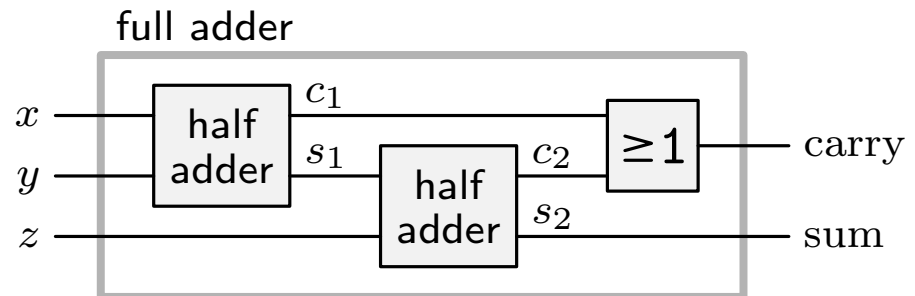 full adder
x
y
z
half
adder
c₁
s₁
half
adder
c₂
s₂
≥1
carry
sum